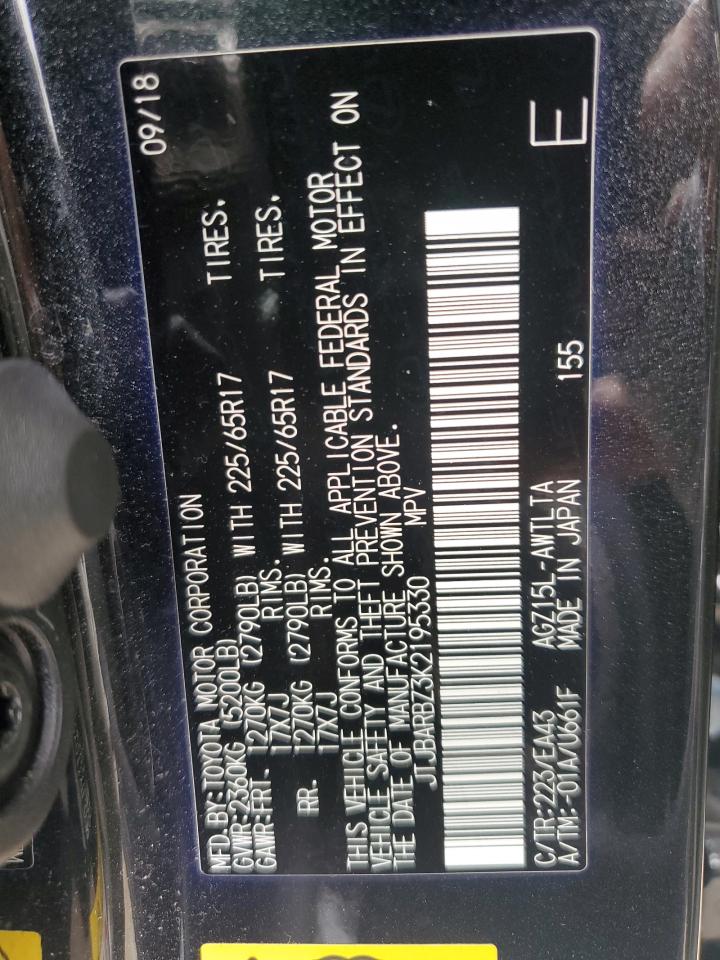 MFD.BY:TOYOTA MOTOR CORPORATION 09/18
GVWR:2360KG (5200LB)
GAWR:FRT. 1270KG (2790LB) WITH 225/65R17 TIRES.
17X7J RIMS.
RR. 1270KG (2790LB) WITH 225/65R17 TIRES.
17X7J RIMS.
THIS VEHICLE CONFORMS TO ALL APPLICABLE FEDERAL MOTOR
VEHICLE SAFETY AND THEFT PREVENTION STANDARDS IN EFFECT ON
THE DATE OF MANUFACTURE SHOWN ABOVE.
JTJBARBZ3K2195330 MPV
C/TR:223/EA43 AGZ15L-AWTLTA E
A/TM:-01A/U661F MADE IN JAPAN 155